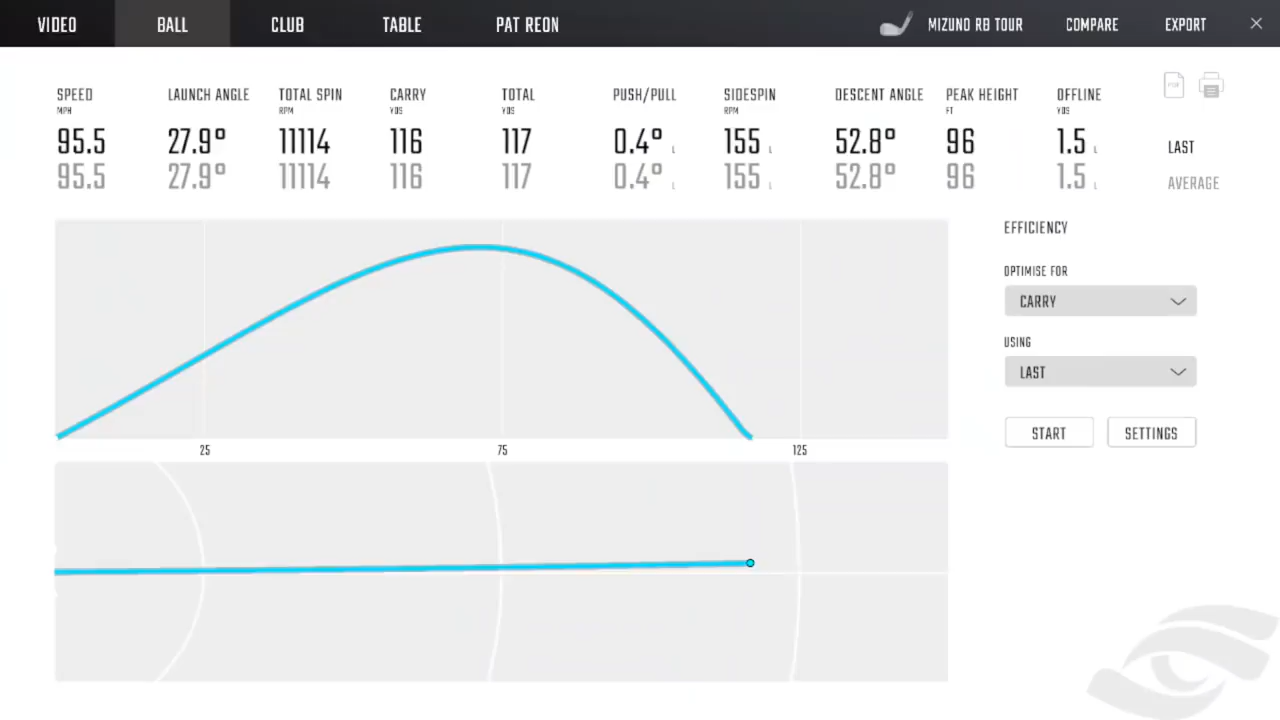 VIDEO BALL CLUB TABLE PAT REON MIZUNO RB TOUR COMPARE EXPORT ×
SPEED LAUNCH ANGLE TOTAL SPIN CARRY TOTAL PUSH/PULL SIDESPIN DESCENT ANGLE PEAK HEIGHT OFFLINE
MPH RPM YDS YDS RPM FT YDS
95.5 27.9° 11114 116 117 0.4° L 155 L 52.8° 96 1.5 L LAST
95.5 27.9° 11114 116 117 0.4° L 155 L 52.8° 96 1.5 L AVERAGE
EFFICIENCY
OPTIMISE FOR
CARRY
USING
LAST
START SETTINGS
25 75 125